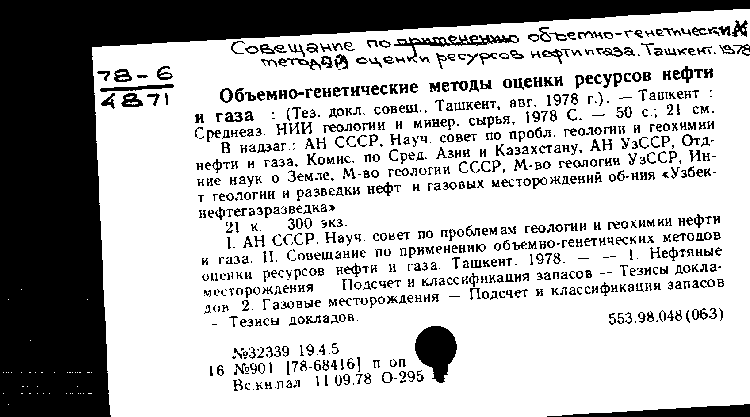 Совещание по применению объемно-генетических
методов оценки ресурсов нефти и газа. Ташкент. 1978
78-6
4871
Объемно-генетические методы оценки ресурсов нефти
и газа : (Тез. докл. совещ., Ташкент, авг. 1978 г.). — Ташкент :
Среднеаз. НИИ геологии и минер. сырья, 1978 С. — 50 с.; 21 см.
В надзаг.: АН СССР, Науч. совет по пробл. геологии и геохимии
нефти и газа, Комис. по Сред. Азии и Казахстану, АН УзССР, Отд-
ние наук о Земле, М-во геологии СССР, М-во геологии УзССР, Ин-
т геологии и разведки нефт. и газовых месторождений об-ния «Узбек-
нефтегазразведка»
21 к. 300 экз.
I. АН СССР. Науч. совет по проблемам геологии и геохимии нефти
и газа. II. Совещание по применению объемно-генетических методов
оценки ресурсов нефти и газа. Ташкент. 1978. — — 1. Нефтяные
месторождения Подсчет и классификация запасов — Тезисы докла-
дов 2. Газовые месторождения — Подсчет и классификация запасов
— Тезисы докладов.
553.98.048(063)
№32339 19.4.5
16 №901 [78-68416] п оп
Вс.кн.пал 11.09.78 О-295